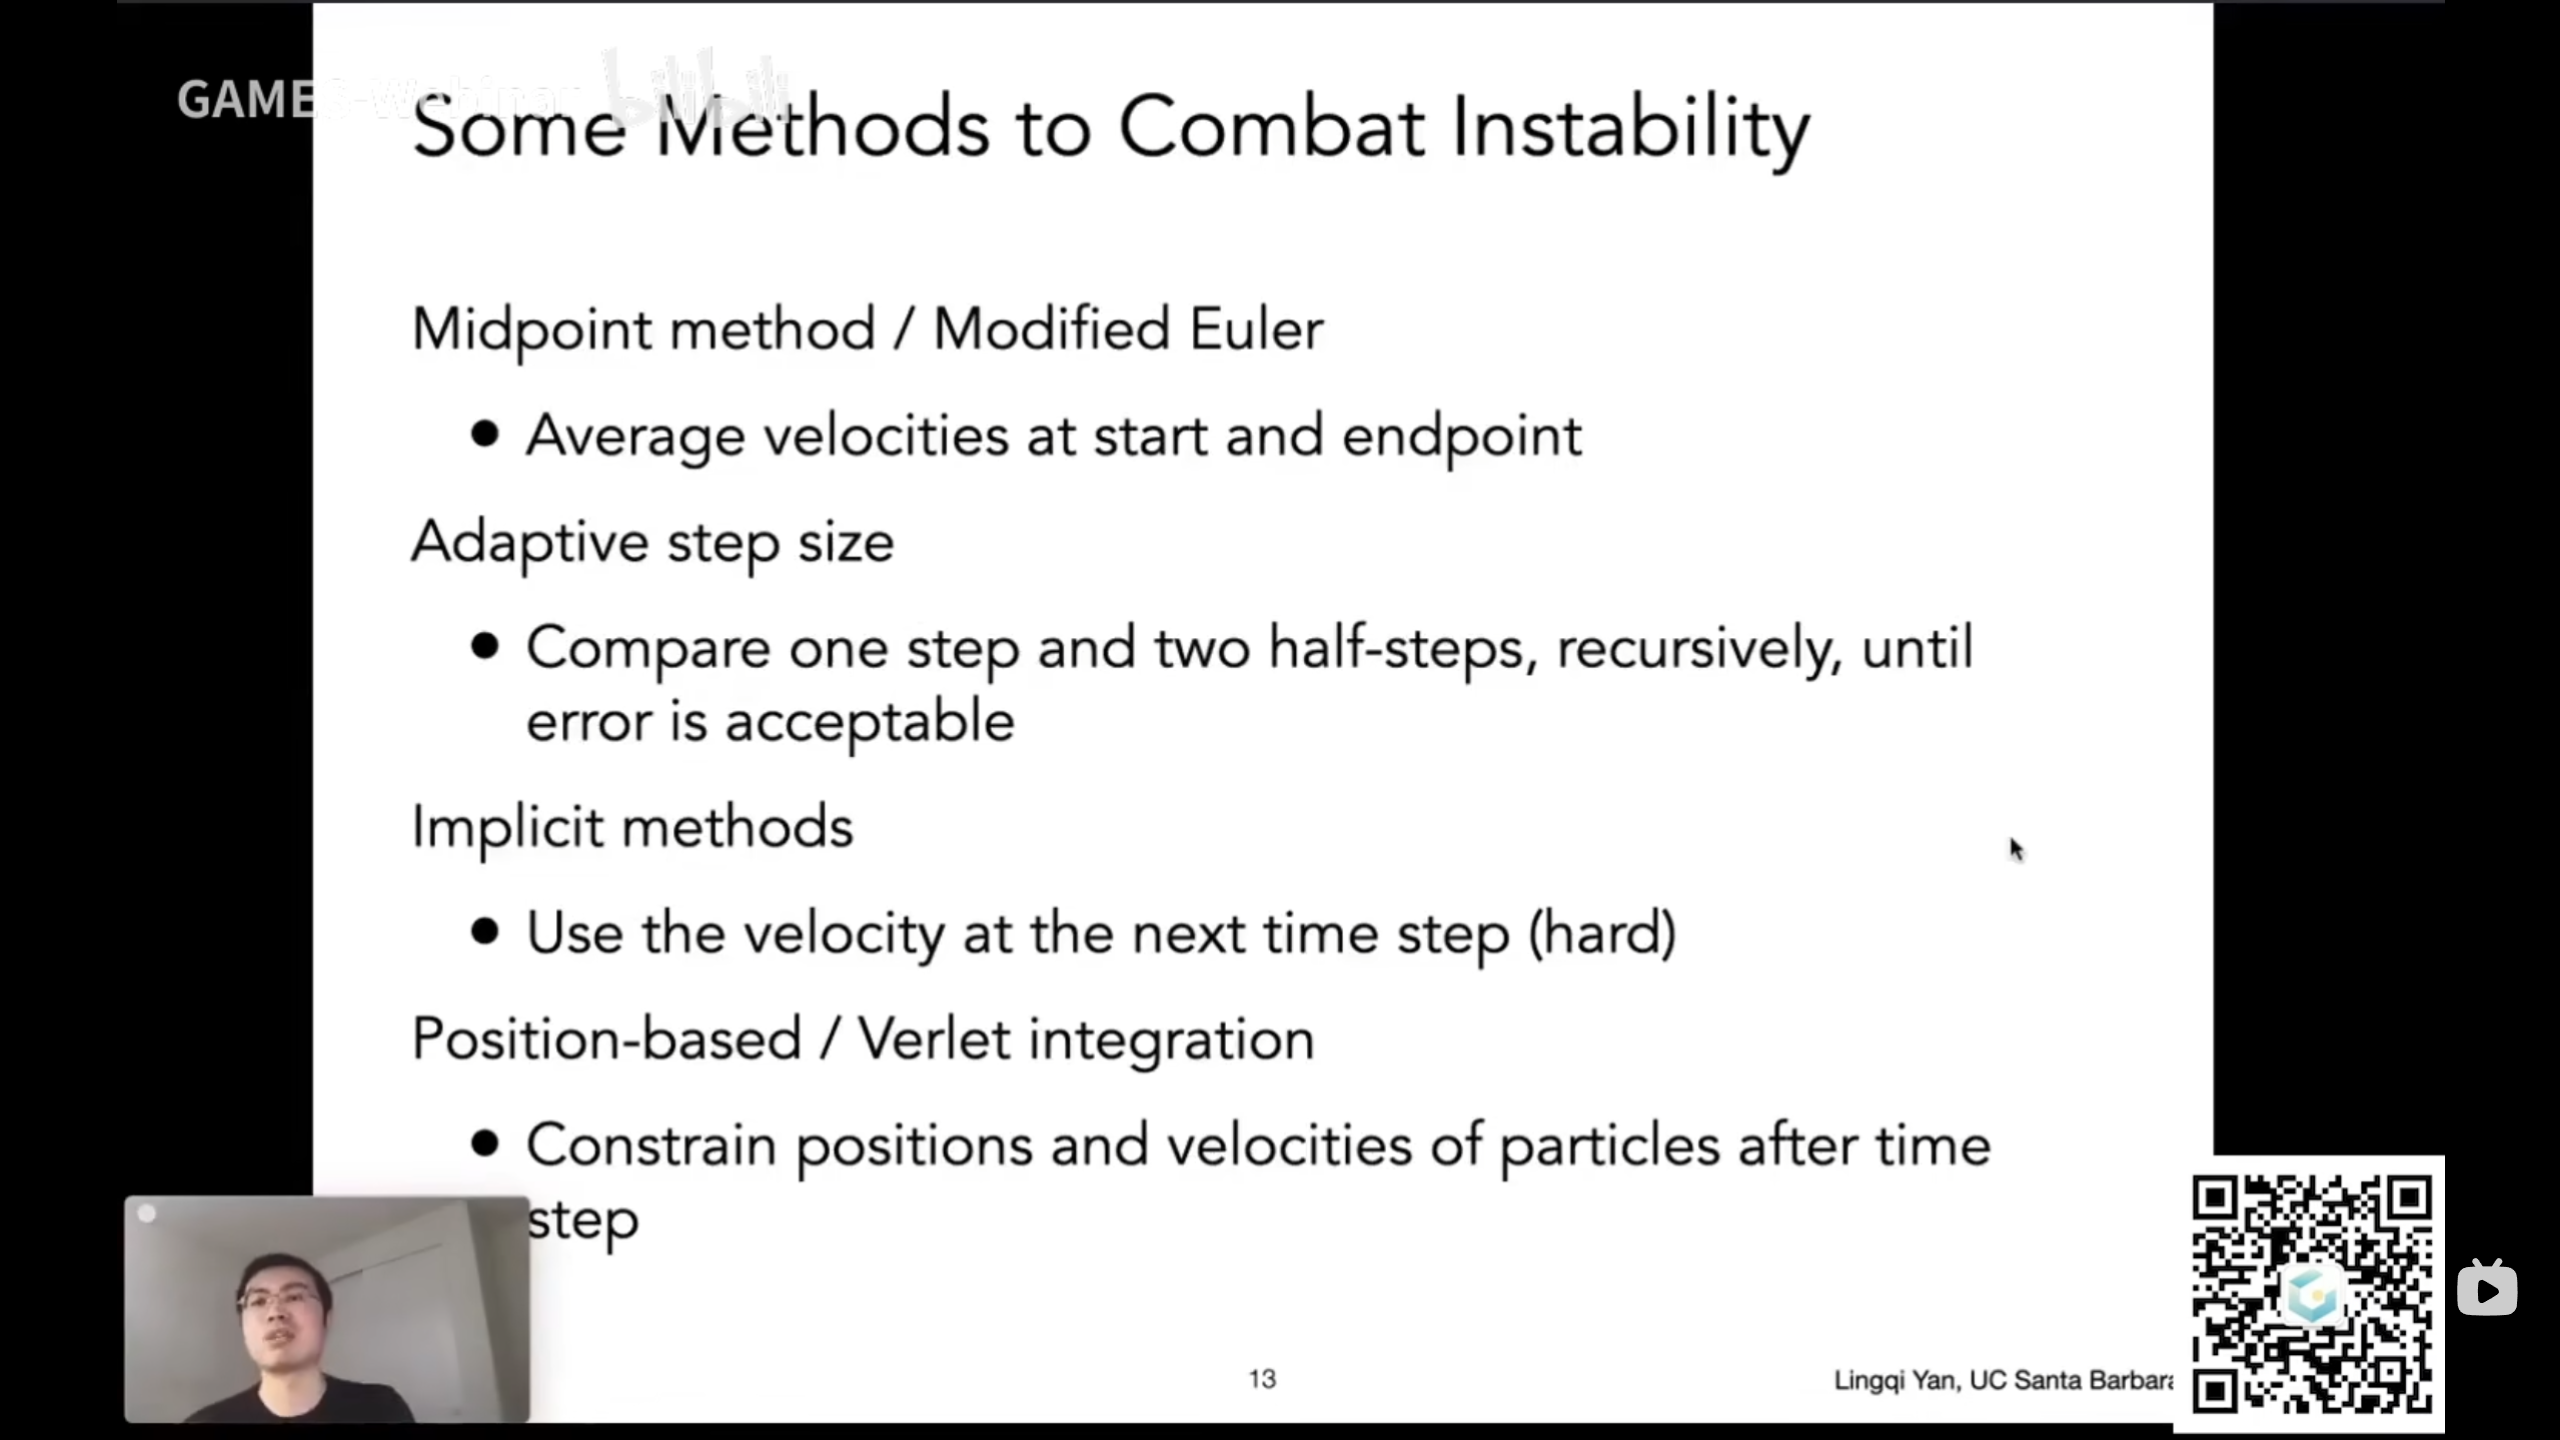 GAMES-Webinar bilibili
Some Methods to Combat Instability
Midpoint method / Modified Euler
● Average velocities at start and endpoint
Adaptive step size
● Compare one step and two half-steps, recursively, until
error is acceptable
Implicit methods
● Use the velocity at the next time step (hard)
Position-based / Verlet integration
● Constrain positions and velocities of particles after time
step
13
Lingqi Yan, UC Santa Barbara